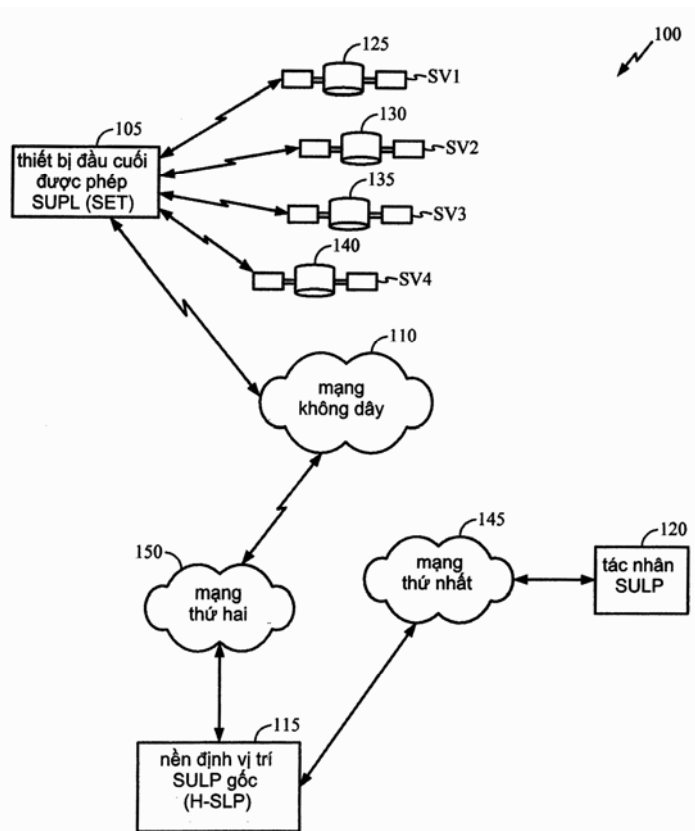 100
125
SV1
130
SV2
105
thiết bị đầu cuối
được phép
SUPL (SET)
135
SV3
140
SV4
110
mạng
không dây
145
mạng
thứ nhất
120
tác nhân
SULP
150
mạng
thứ hai
115
nền định vị trí
SULP gốc
(H-SLP)